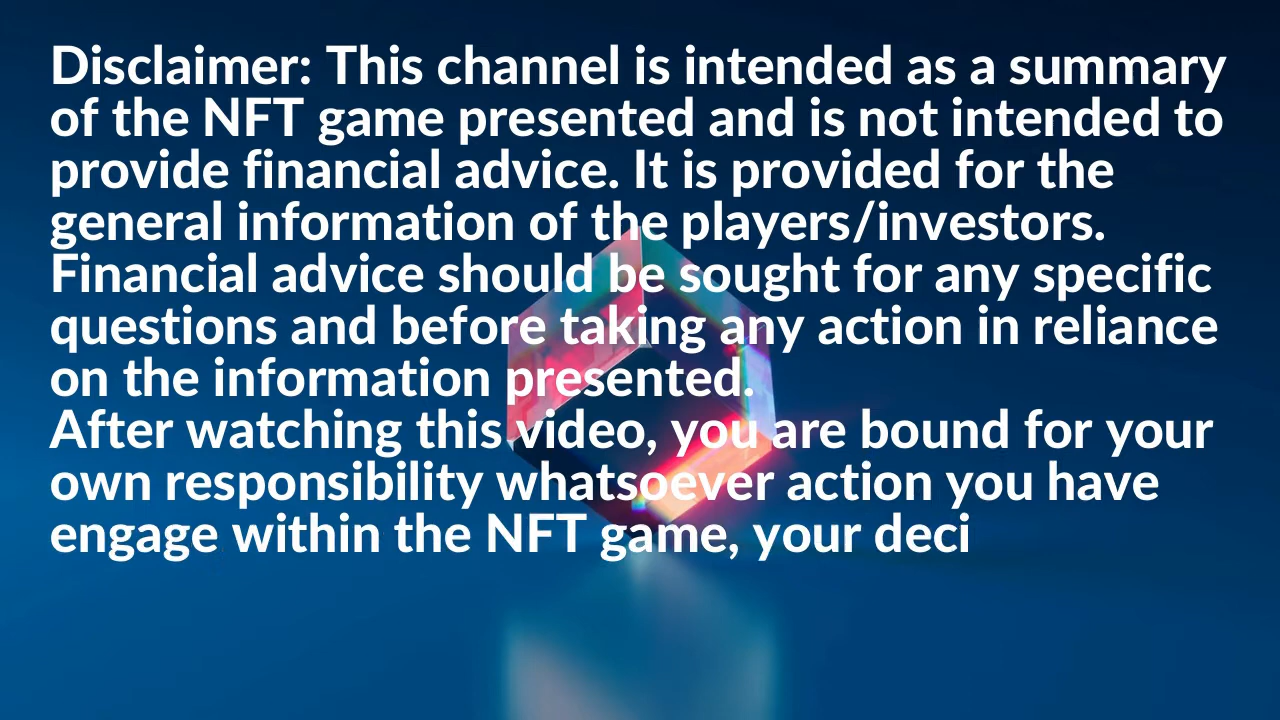 Disclaimer: This channel is intended as a summary
of the NFT game presented and is not intended to
provide financial advice. It is provided for the
general information of the players/investors.
Financial advice should be sought for any specific
questions and before taking any action in reliance
on the information presented.
After watching this video, you are bound for your
own responsibility whatsoever action you have
engage within the NFT game, your deci